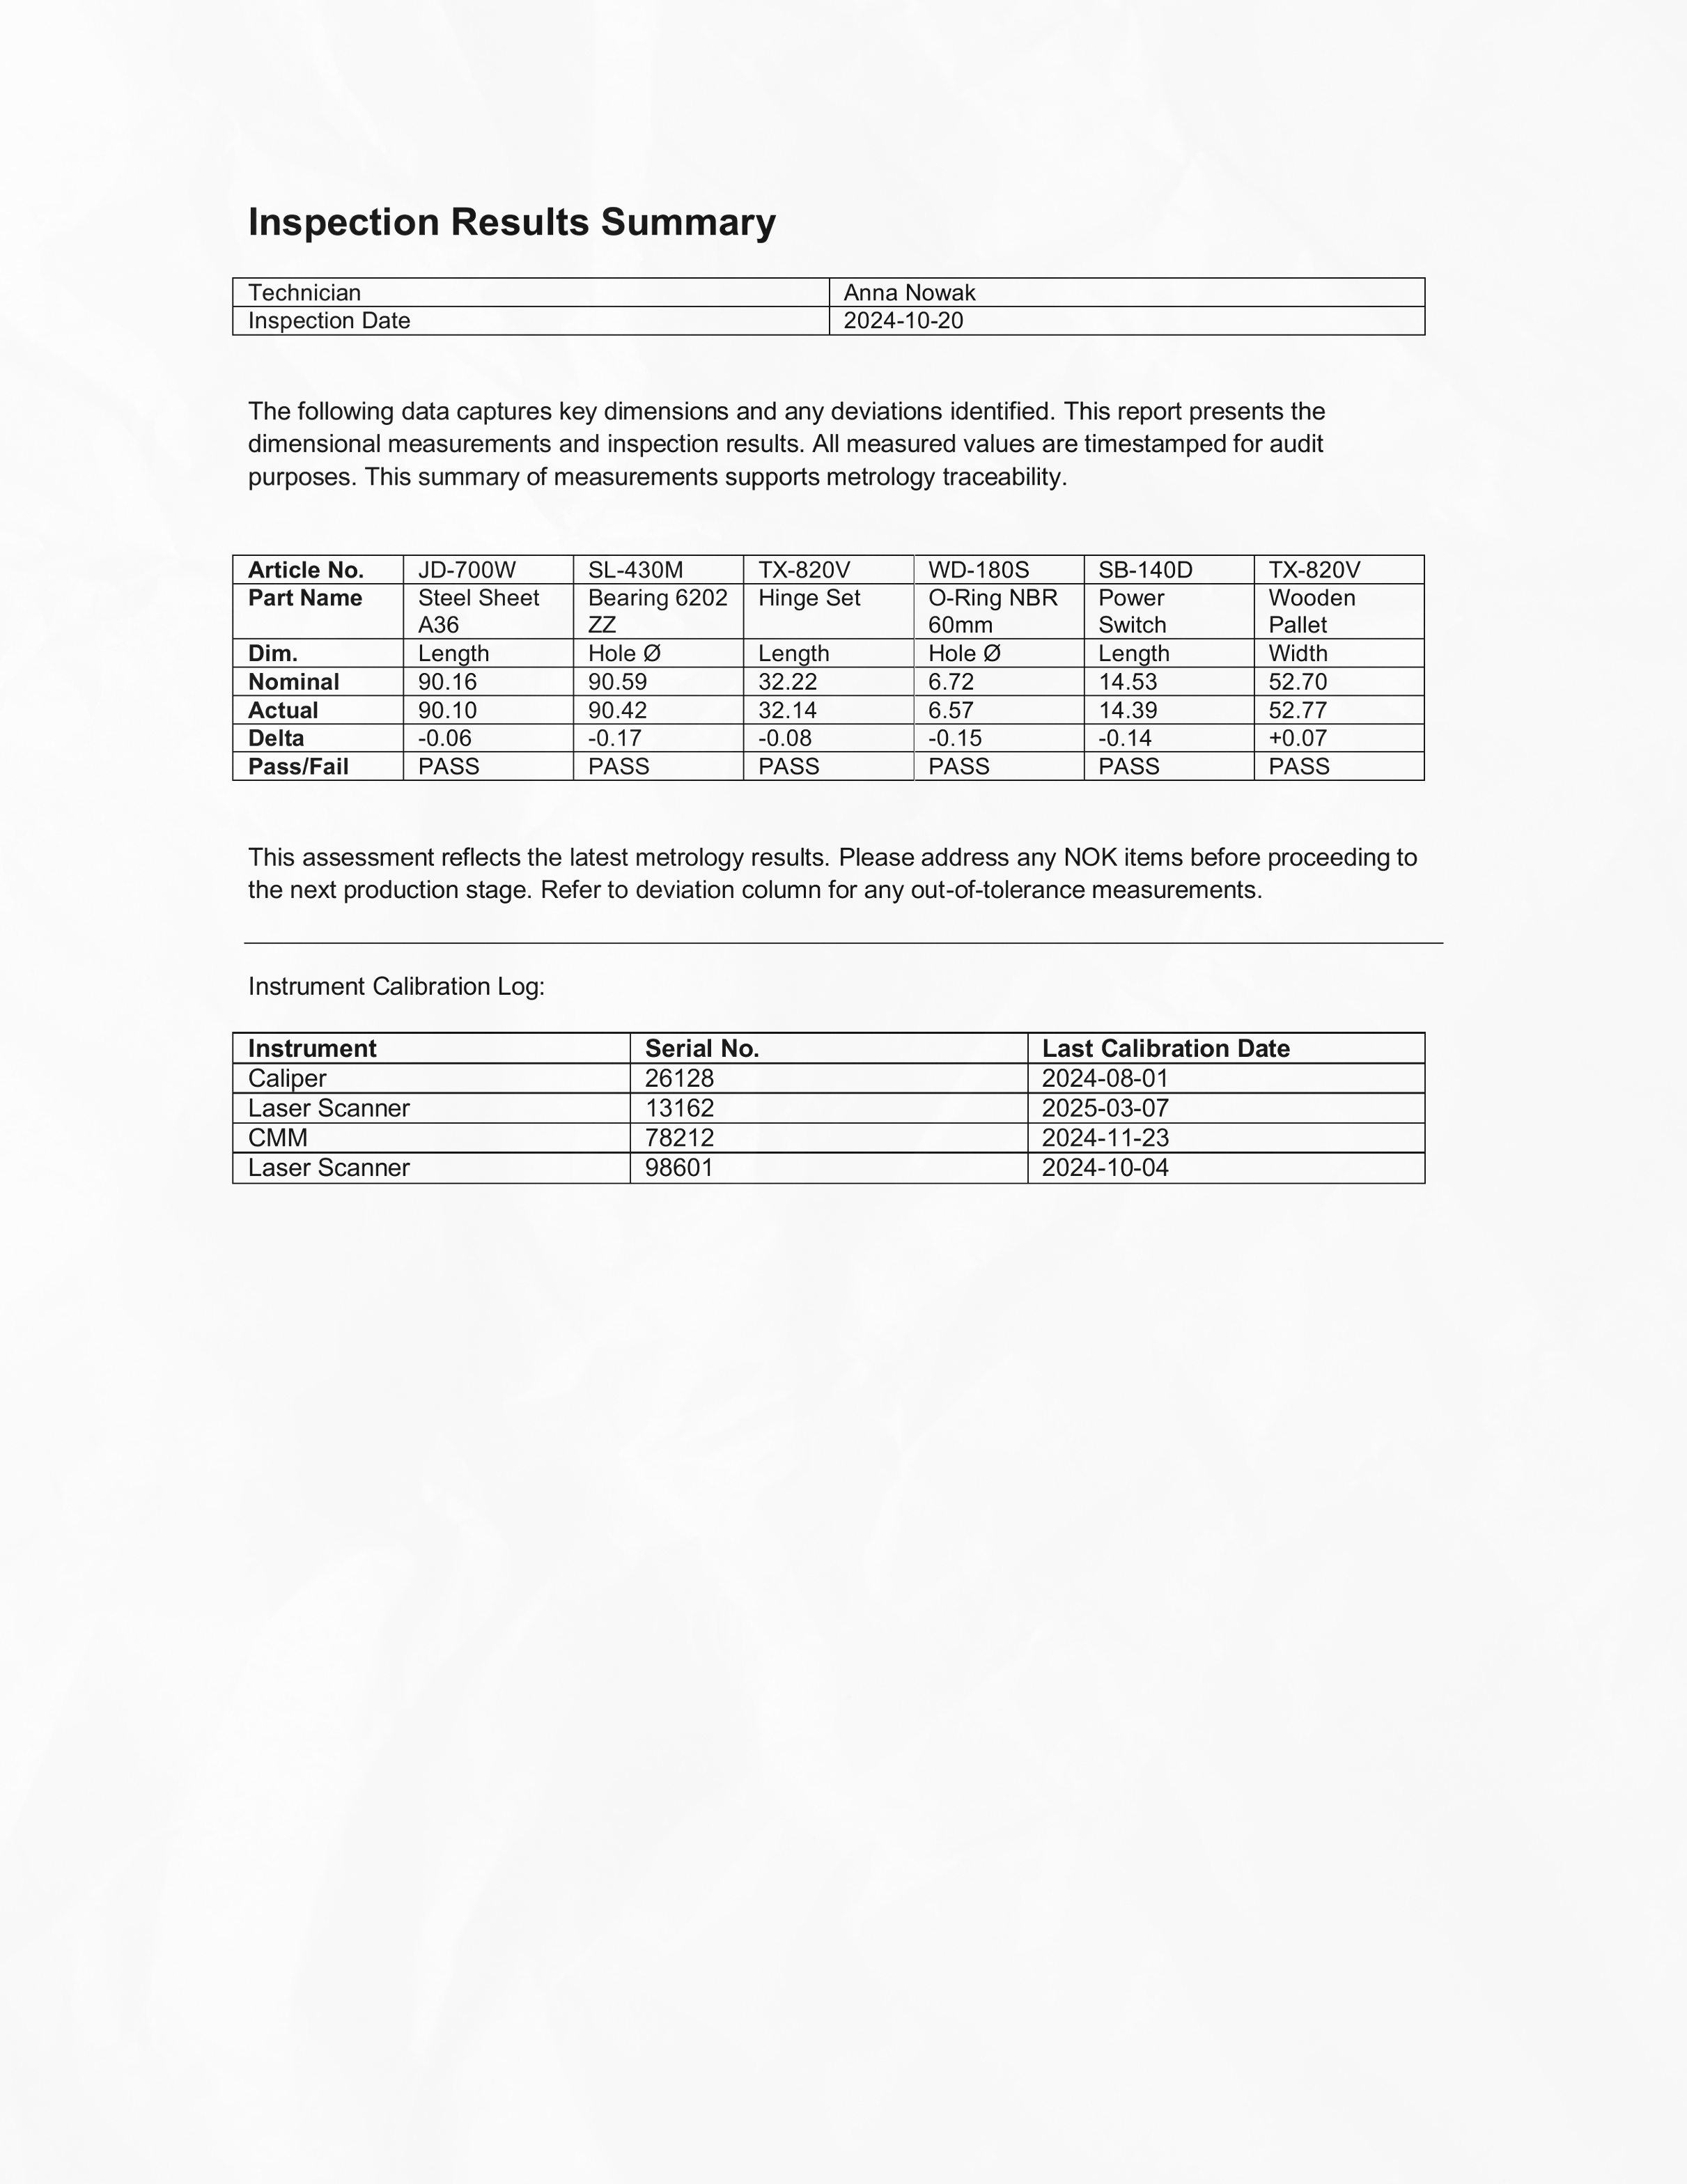 Inspection Results Summary
Technician Anna Nowak
Inspection Date 2024-10-20
The following data captures key dimensions and any deviations identified. This report presents the
dimensional measurements and inspection results. All measured values are timestamped for audit
purposes. This summary of measurements supports metrology traceability.
Article No. JD-700W SL-430M TX-820V WD-180S SB-140D TX-820V
Part Name Steel Sheet A36 Bearing 6202 ZZ Hinge Set O-Ring NBR 60mm Power Switch Wooden Pallet
Dim. Length Hole Ø Length Hole Ø Length Width
Nominal 90.16 90.59 32.22 6.72 14.53 52.70
Actual 90.10 90.42 32.14 6.57 14.39 52.77
Delta -0.06 -0.17 -0.08 -0.15 -0.14 +0.07
Pass/Fail PASS PASS PASS PASS PASS PASS
This assessment reflects the latest metrology results. Please address any NOK items before proceeding to
the next production stage. Refer to deviation column for any out-of-tolerance measurements.
Instrument Calibration Log:
Instrument Serial No. Last Calibration Date
Caliper 26128 2024-08-01
Laser Scanner 13162 2025-03-07
CMM 78212 2024-11-23
Laser Scanner 98601 2024-10-04